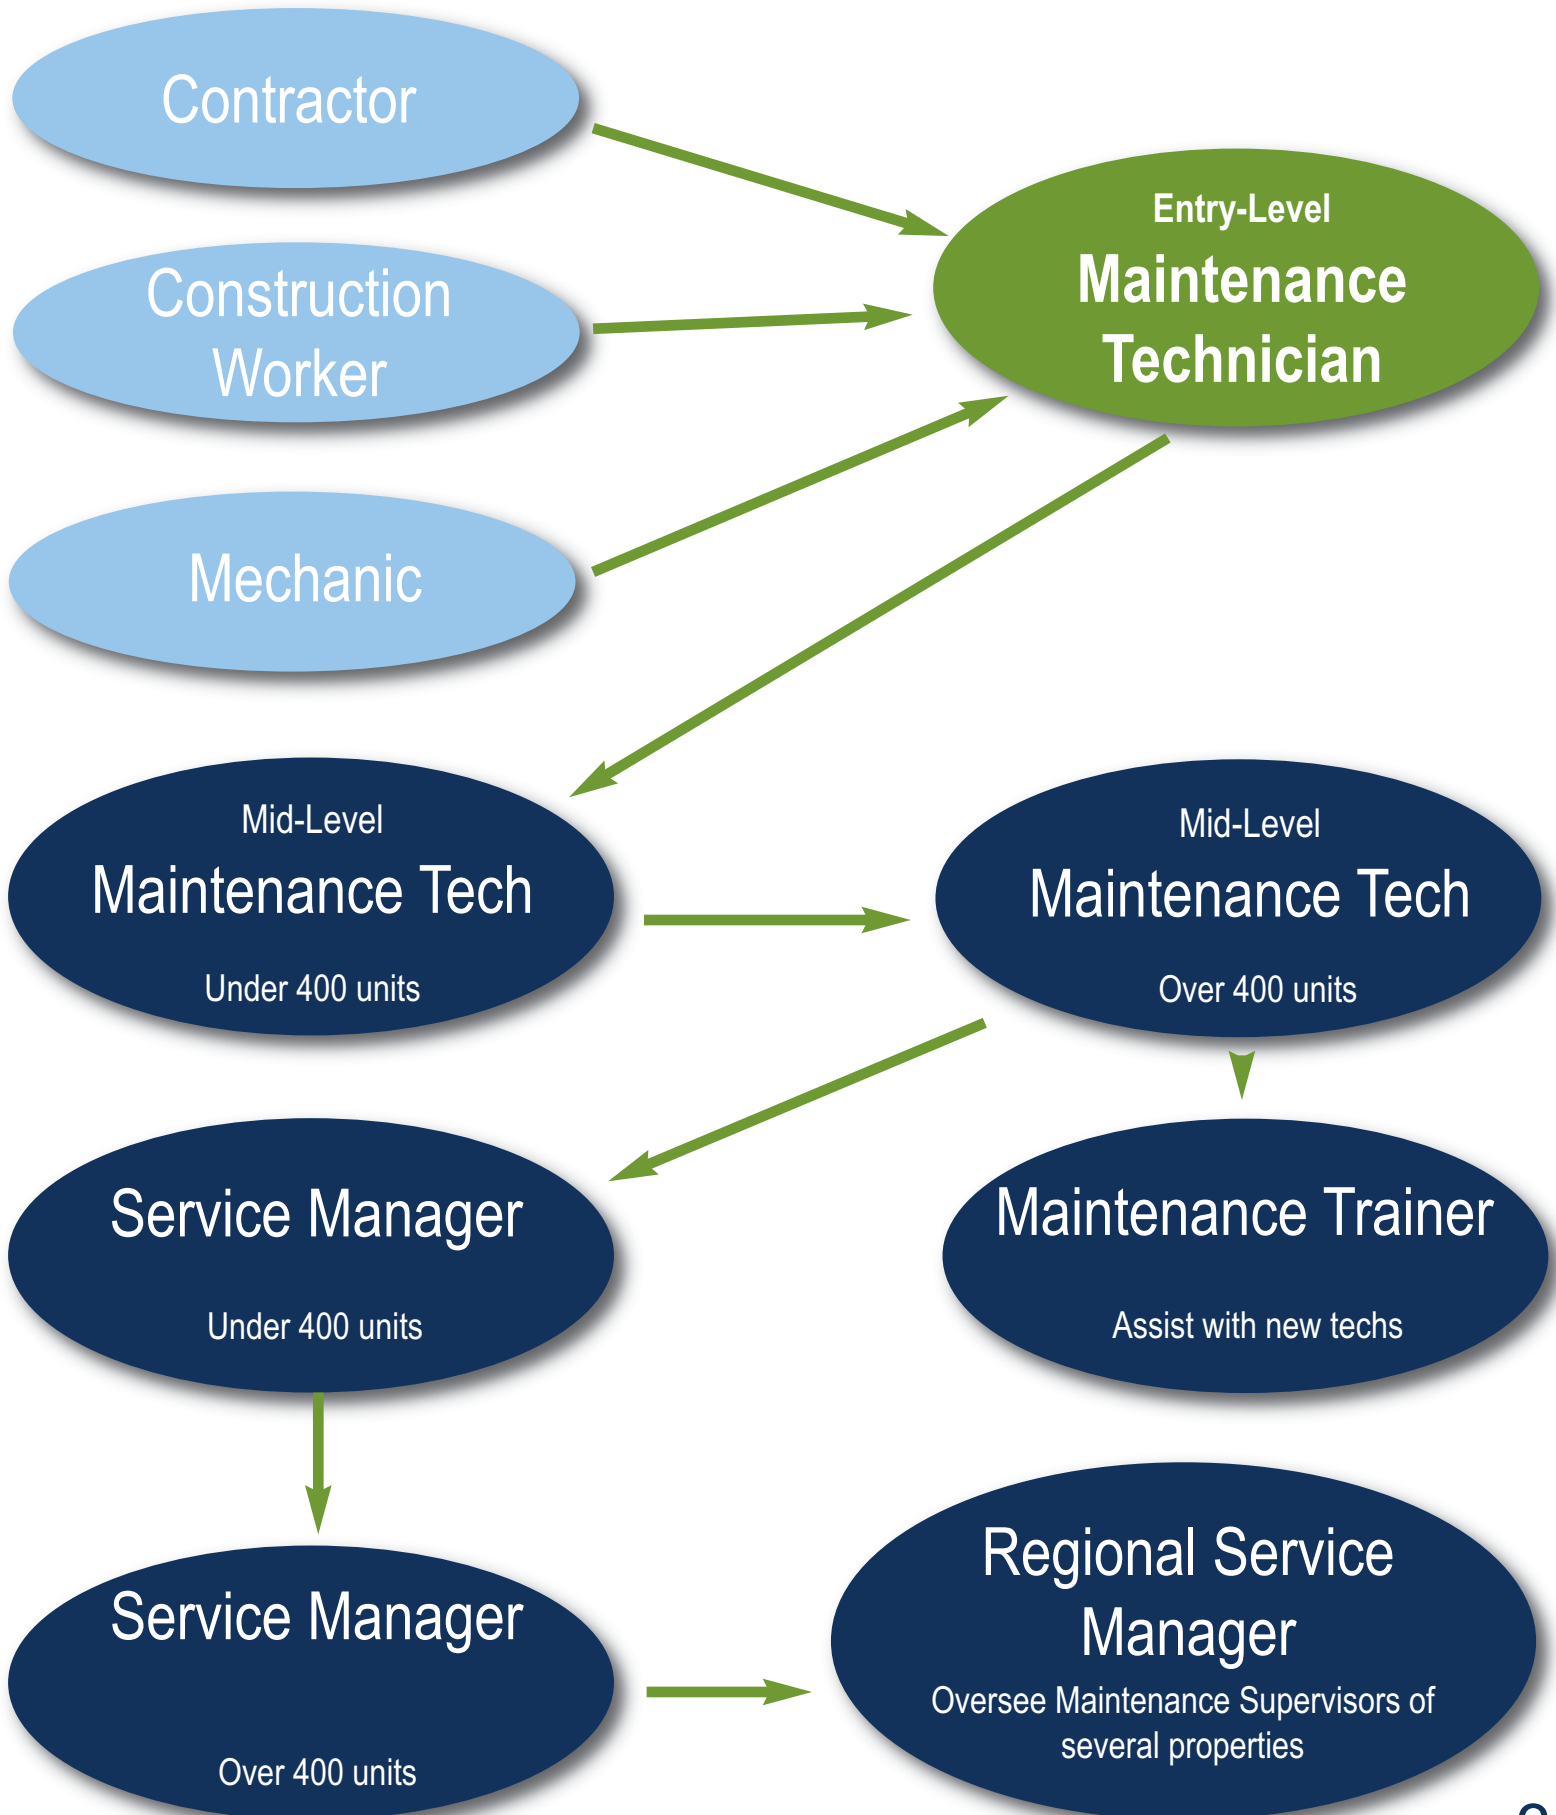 Contractor
Entry-Level
Maintenance
Technician
Construction
Worker
Mechanic
Mid-Level
Maintenance Tech
Under 400 units
Mid-Level
Maintenance Tech
Over 400 units
Service Manager
Under 400 units
Maintenance Trainer
Assist with new techs
Service Manager
Over 400 units
Regional Service
Manager
Oversee Maintenance Supervisors of
several properties